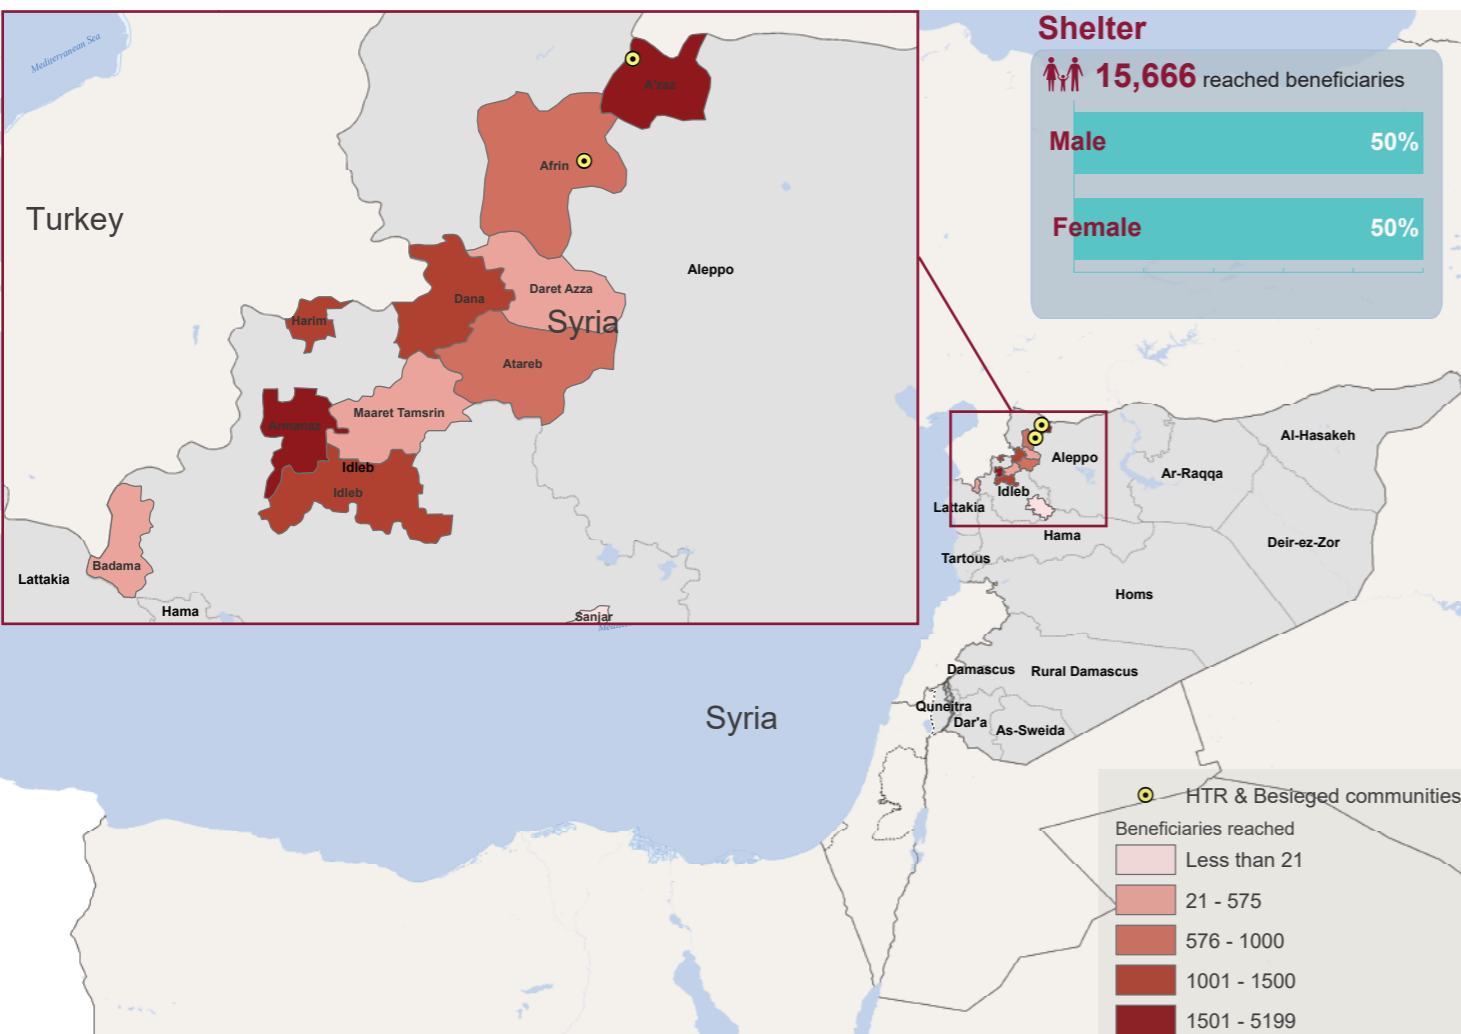 Mediterranean Sea
Shelter
15,666 reached beneficiaries
Male 50%
Female 50%
Turkey
A'zaz
Afrin
Aleppo
Dana
Daret Azza
Syria
Harim
Atareb
Maaret Tamsrin
Armanaz
Idleb
Idleb
Badama
Lattakia
Hama
Sanjar
Al-Hasakeh
Aleppo
Ar-Raqqa
Idleb
Lattakia
Hama
Deir-ez-Zor
Tartous
Homs
Damascus
Rural Damascus
Quneitra
Dar'a
As-Sweida
Syria
HTR & Besieged communities
Beneficiaries reached
Less than 21
21 - 575
576 - 1000
1001 - 1500
1501 - 5199